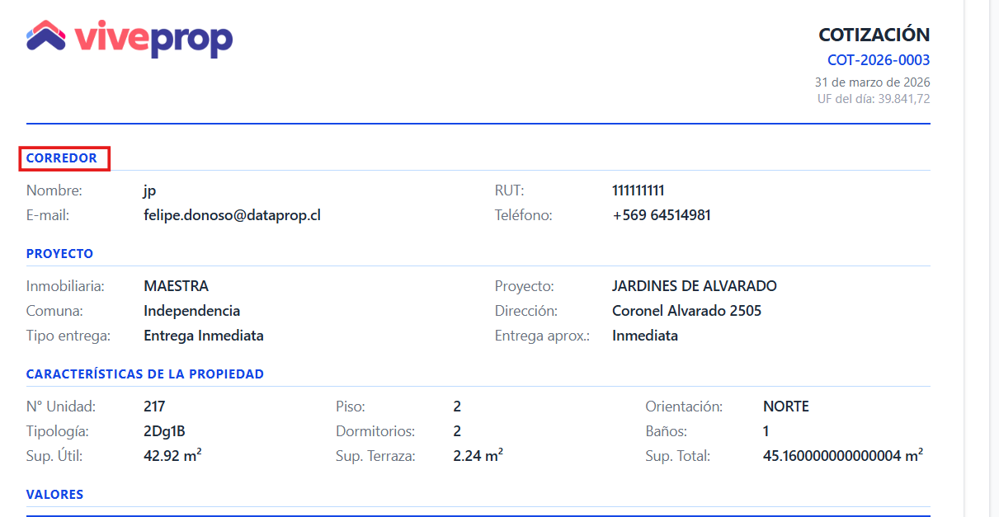 viveprop
COTIZACIÓN
COT-2026-0003
31 de marzo de 2026
UF del día: 39.841,72
CORREDOR
Nombre: jp RUT: 111111111
E-mail: felipe.donoso@dataprop.cl Teléfono: +569 64514981
PROYECTO
Inmobiliaria: MAESTRA Proyecto: JARDINES DE ALVARADO
Comuna: Independencia Dirección: Coronel Alvarado 2505
Tipo entrega: Entrega Inmediata Entrega aprox.: Inmediata
CARACTERÍSTICAS DE LA PROPIEDAD
N° Unidad: 217 Piso: 2 Orientación: NORTE
Tipología: 2Dg1B Dormitorios: 2 Baños: 1
Sup. Útil: 42.92 m² Sup. Terraza: 2.24 m² Sup. Total: 45.160000000000004 m²
VALORES